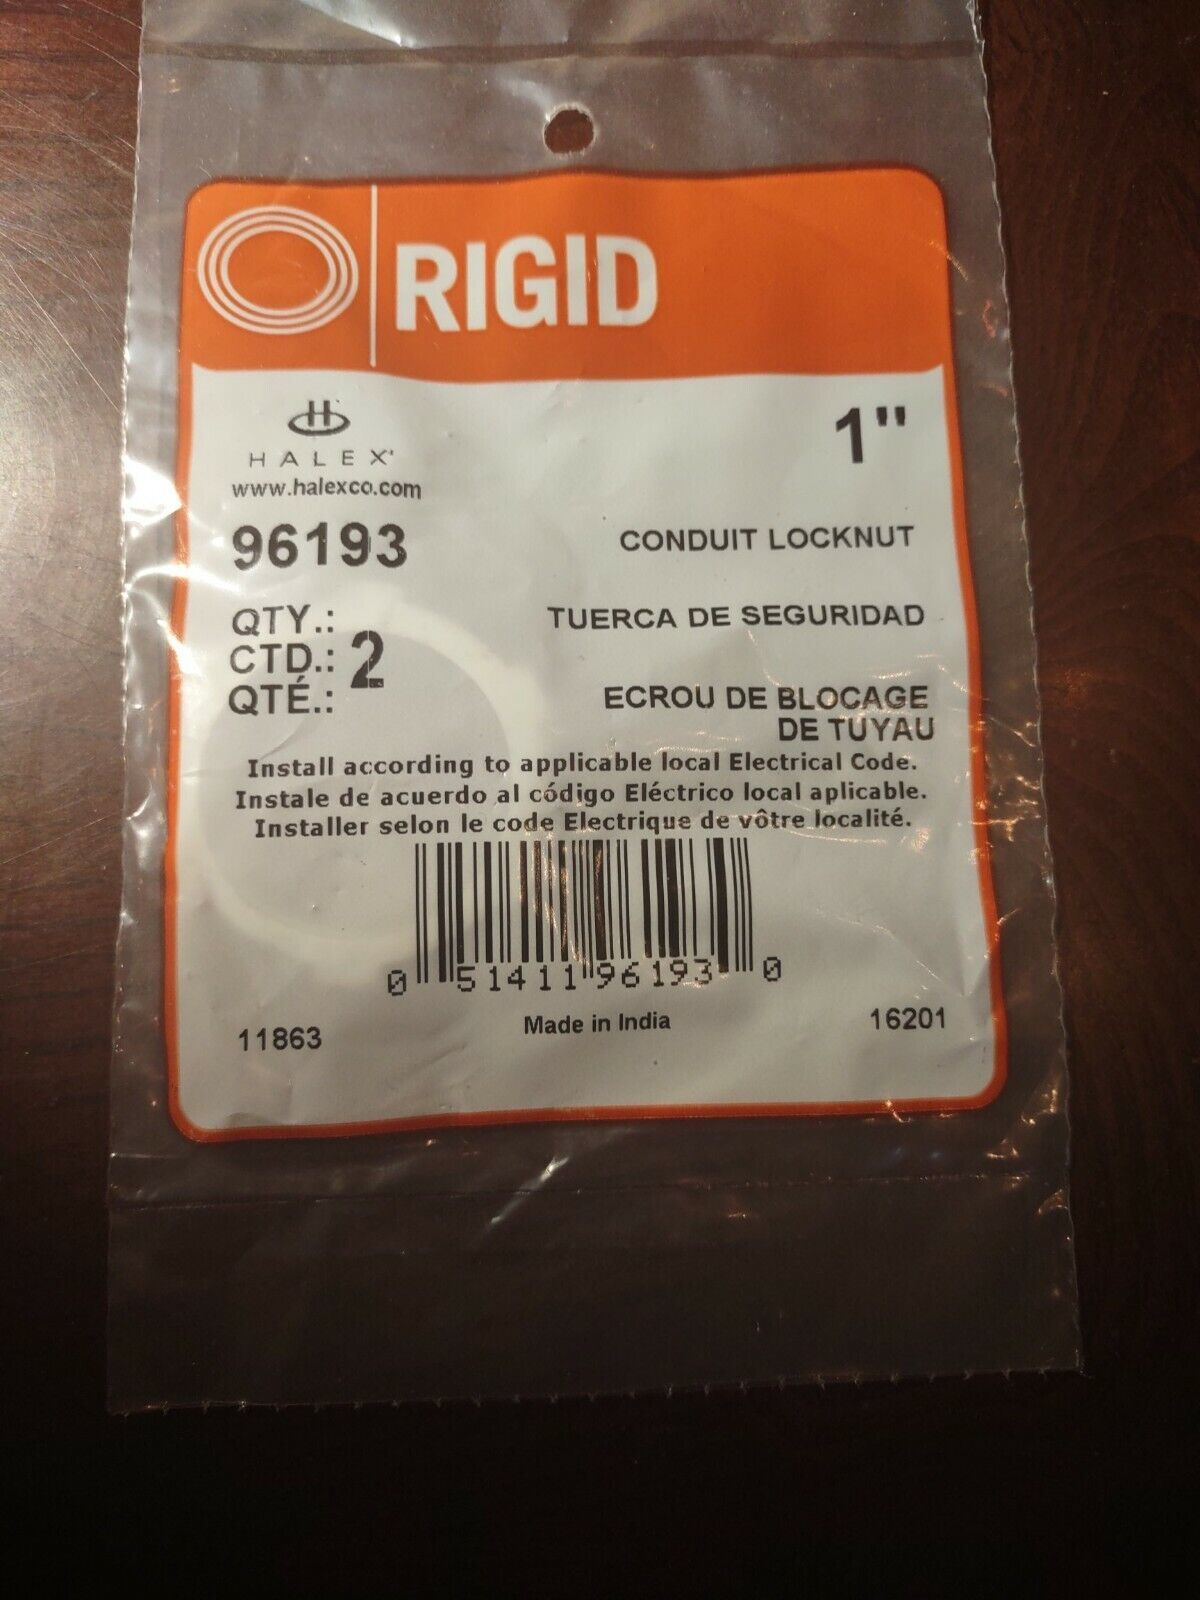 RIGID
HALEX
www.halexco.com
1"
96193
CONDUIT LOCKNUT
QTY.:
CTD.: 2
QTÉ.:
TUERCA DE SEGURIDAD
ECROU DE BLOCAGE
DE TUYAU
Install according to applicable local Electrical Code.
Instale de acuerdo al código Eléctrico local aplicable.
Installer selon le code Electrique de vôtre localité.
0 51411 96193 0
11863
Made in India
16201